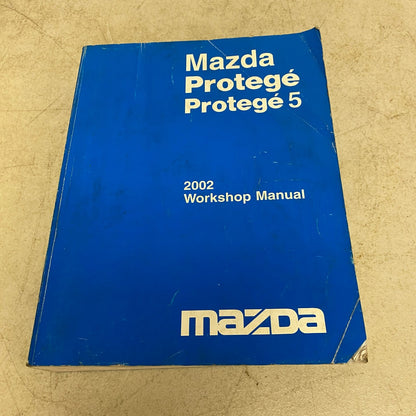 Mazda
Protegé
Protegé 5
2002
Workshop Manual
mazda